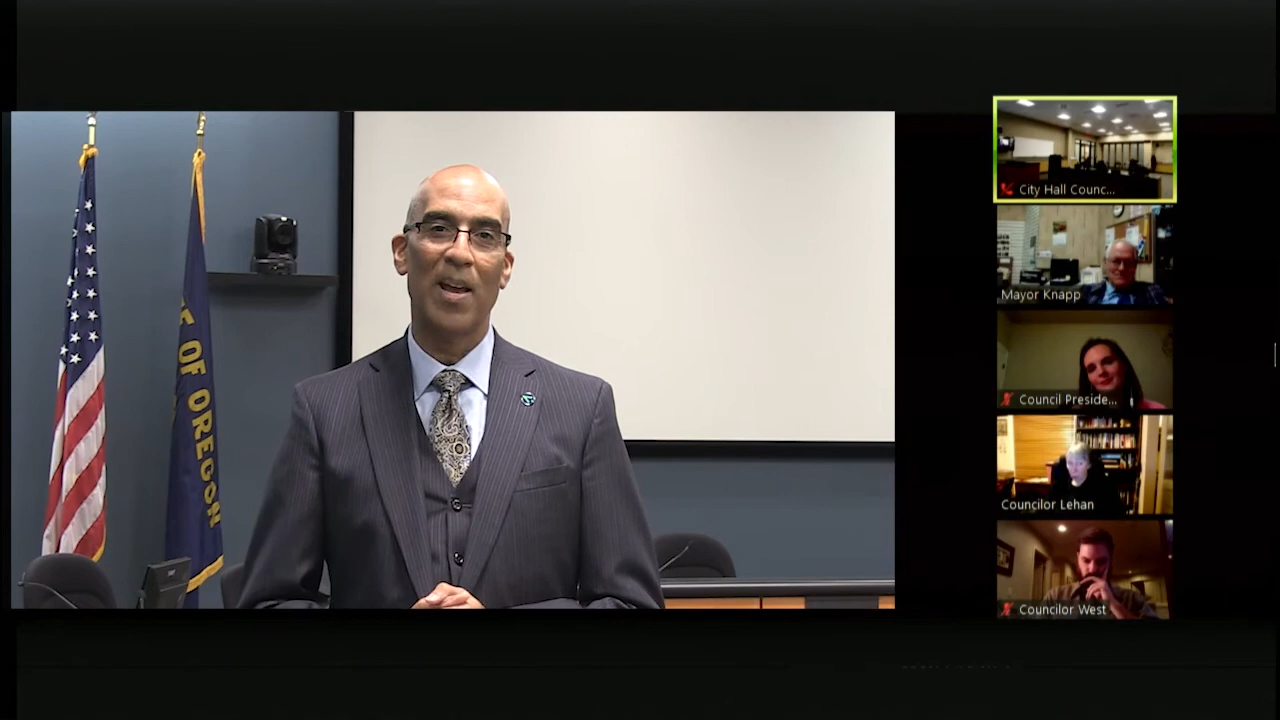 F OF OREGON
City Hall Counc...
Mayor Knapp
Council Preside...
Councilor Lehan
Councilor West